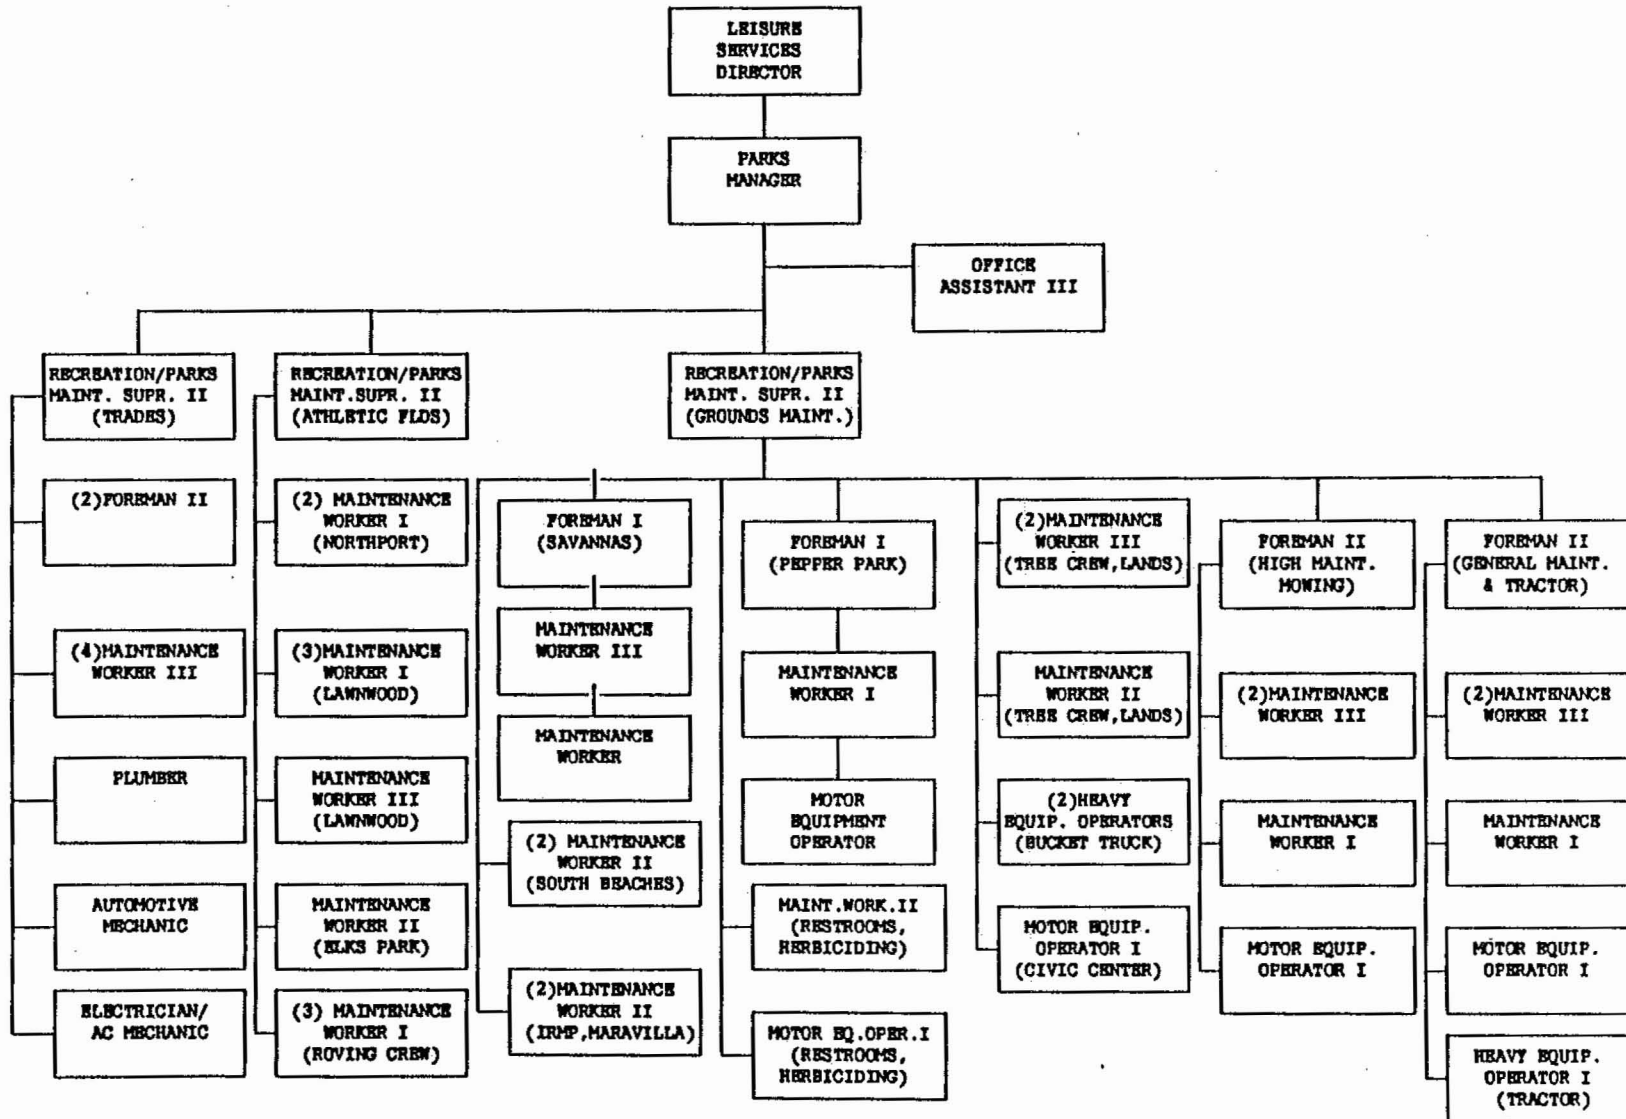 LEISURE
SERVICES
DIRECTOR
PARKS
MANAGER
OFFICE
ASSISTANT III
RECREATION/PARKS
MAINT. SUPR. II
(TRADES)
(2)FOREMAN II
(4)MAINTENANCE
WORKER III
PLUMBER
AUTOMOTIVE
MECHANIC
ELECTRICIAN/
AC MECHANIC
RECREATION/PARKS
MAINT.SUPR. II
(ATHLETIC FLDS)
(2) MAINTENANCE
WORKER I
(NORTHPORT)
(3)MAINTENANCE
WORKER I
(LAWNWOOD)
MAINTENANCE
WORKER III
(LAWNWOOD)
MAINTENANCE
WORKER II
(ELKS PARK)
(3) MAINTENANCE
WORKER I
(ROVING CREW)
RECREATION/PARKS
MAINT. SUPR. II
(GROUNDS MAINT.)
FOREMAN I
(SAVANNAS)
MAINTENANCE
WORKER III
MAINTENANCE
WORKER
(2) MAINTENANCE
WORKER II
(SOUTH BEACHES)
(2)MAINTENANCE
WORKER II
(IRMP,MARAVILLA)
FOREMAN I
(PEPPER PARK)
MAINTENANCE
WORKER I
MOTOR
EQUIPMENT
OPERATOR
MAINT.WORK.II
(RESTROOMS,
HERBICIDING)
MOTOR EQ.OPER.I
(RESTROOMS,
HERBICIDING)
(2)MAINTENANCE
WORKER III
(TREE CREW,LANDS)
MAINTENANCE
WORKER II
(TREE CREW,LANDS)
(2)HEAVY
EQUIP. OPERATORS
(BUCKET TRUCK)
MOTOR EQUIP.
OPERATOR I
(CIVIC CENTER)
FOREMAN II
(HIGH MAINT.
MOWING)
(2)MAINTENANCE
WORKER III
MAINTENANCE
WORKER I
MOTOR EQUIP.
OPERATOR I
FOREMAN II
(GENERAL MAINT.
& TRACTOR)
(2)MAINTENANCE
WORKER III
MAINTENANCE
WORKER I
MOTOR EQUIP.
OPERATOR I
HEAVY EQUIP.
OPERATOR I
(TRACTOR)